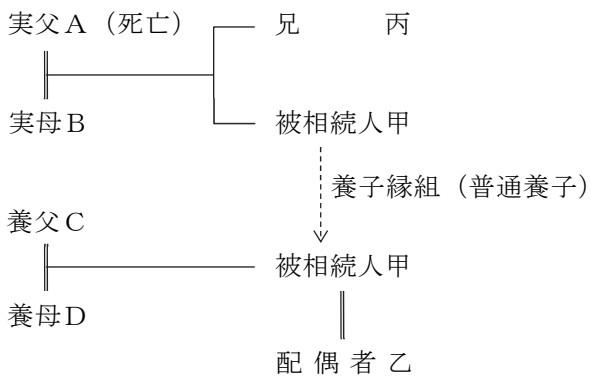 実父A（死亡）
兄　丙
実母B
被相続人甲
養子縁組（普通養子）
養父C
被相続人甲
養母D
配偶者乙